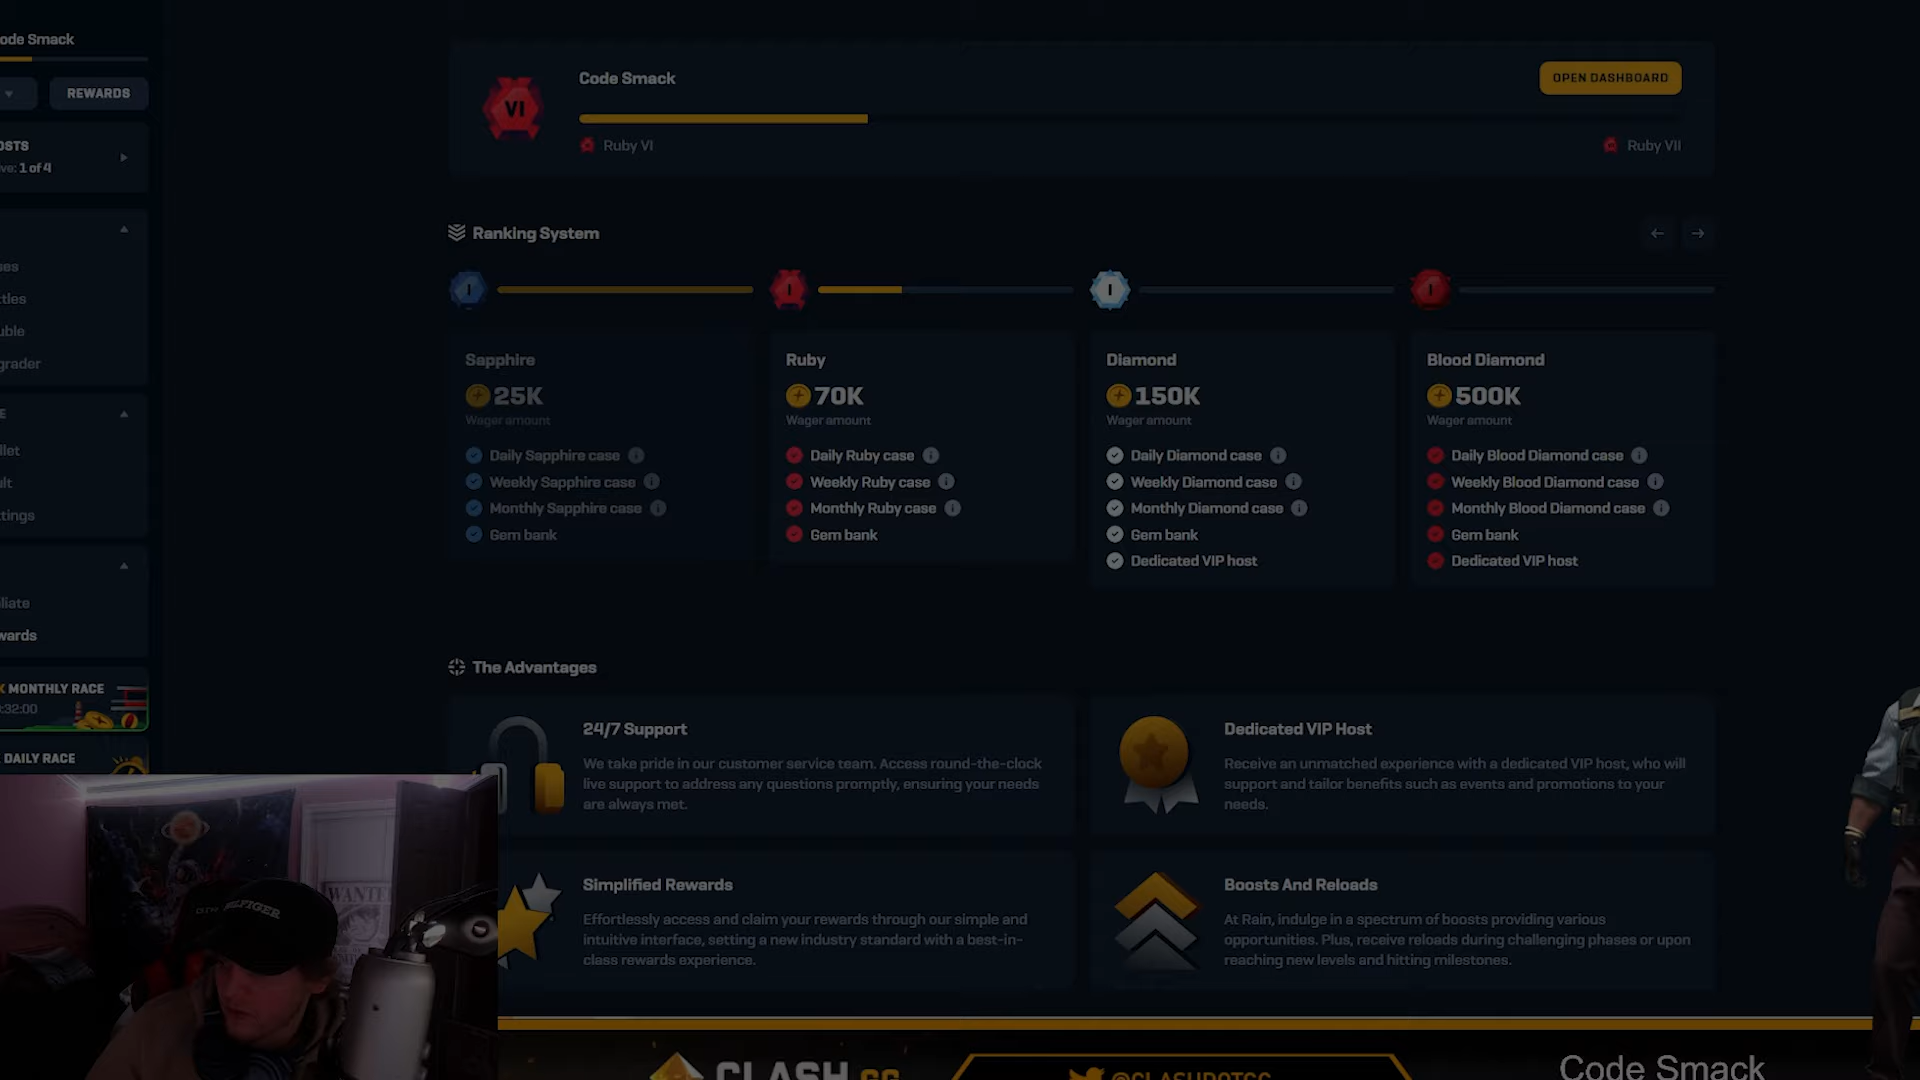 ode Smack
REWARDS
OSTS
ve: 1 of 4
es
ttles
uble
grader
E
llet
ult
ttings
liate
wards
K MONTHLY RACE
:32:00
DAILY RACE
Code Smack
OPEN DASHBOARD
VI
Ruby VI
Ruby VII
Ranking System
I
I
I
I
Sapphire
25K
Wager amount
Daily Sapphire case
Weekly Sapphire case
Monthly Sapphire case
Gem bank
Ruby
70K
Wager amount
Daily Ruby case
Weekly Ruby case
Monthly Ruby case
Gem bank
Diamond
150K
Wager amount
Daily Diamond case
Weekly Diamond case
Monthly Diamond case
Gem bank
Dedicated VIP host
Blood Diamond
500K
Wager amount
Daily Blood Diamond case
Weekly Blood Diamond case
Monthly Blood Diamond case
Gem bank
Dedicated VIP host
The Advantages
24/7 Support
We take pride in our customer service team. Access round-the-clock
live support to address any questions promptly, ensuring your needs
are always met.
Dedicated VIP Host
Receive an unmatched experience with a dedicated VIP host, who will
support and tailor benefits such as events and promotions to your
needs.
Simplified Rewards
Effortlessly access and claim your rewards through our simple and
intuitive interface, setting a new industry standard with a best-in-
class rewards experience.
Boosts And Reloads
At Rain, indulge in a spectrum of boosts providing various
opportunities. Plus, receive reloads during challenging phases or upon
reaching new levels and hitting milestones.
WANTED
HILFIGER
CLASH.GG
@CLASHDOTGG
Code Smack